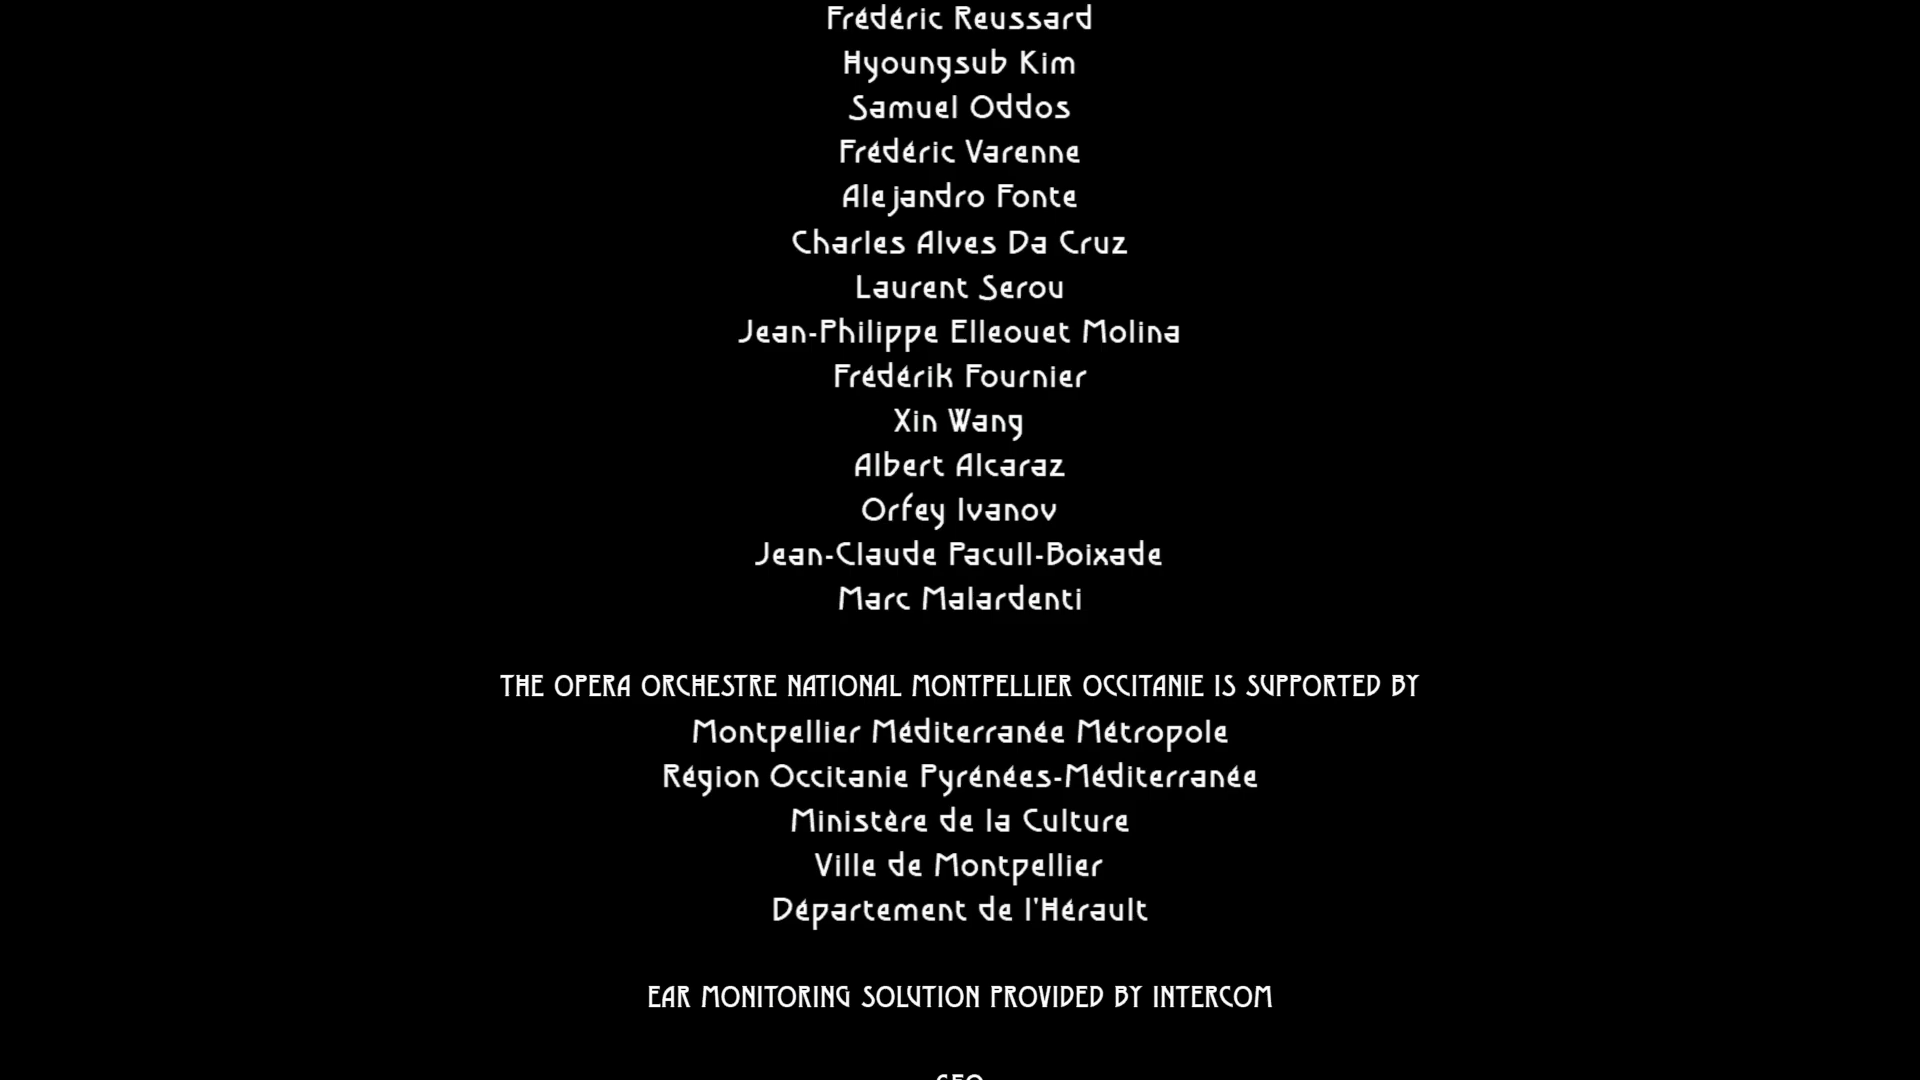 Frédéric Reussard
Hyoungsub Kim
Samuel Oddos
Frédéric Varenne
Alejandro Fonte
Charles Alves Da Cruz
Laurent Serou
Jean-Philippe Elleouet Molina
Frédérik Fournier
Xin Wang
Albert Alcaraz
Orfey Ivanov
Jean-Claude Pacull-Boixade
Marc Malardenti
THE OPERA ORCHESTRE NATIONAL MONTPELLIER OCCITANIE IS SUPPORTED BY
Montpellier Méditerranée Métropole
Région Occitanie Pyrénées-Méditerranée
Ministère de la Culture
Ville de Montpellier
Département de l'Hérault
EAR MONITORING SOLUTION PROVIDED BY INTERCOM